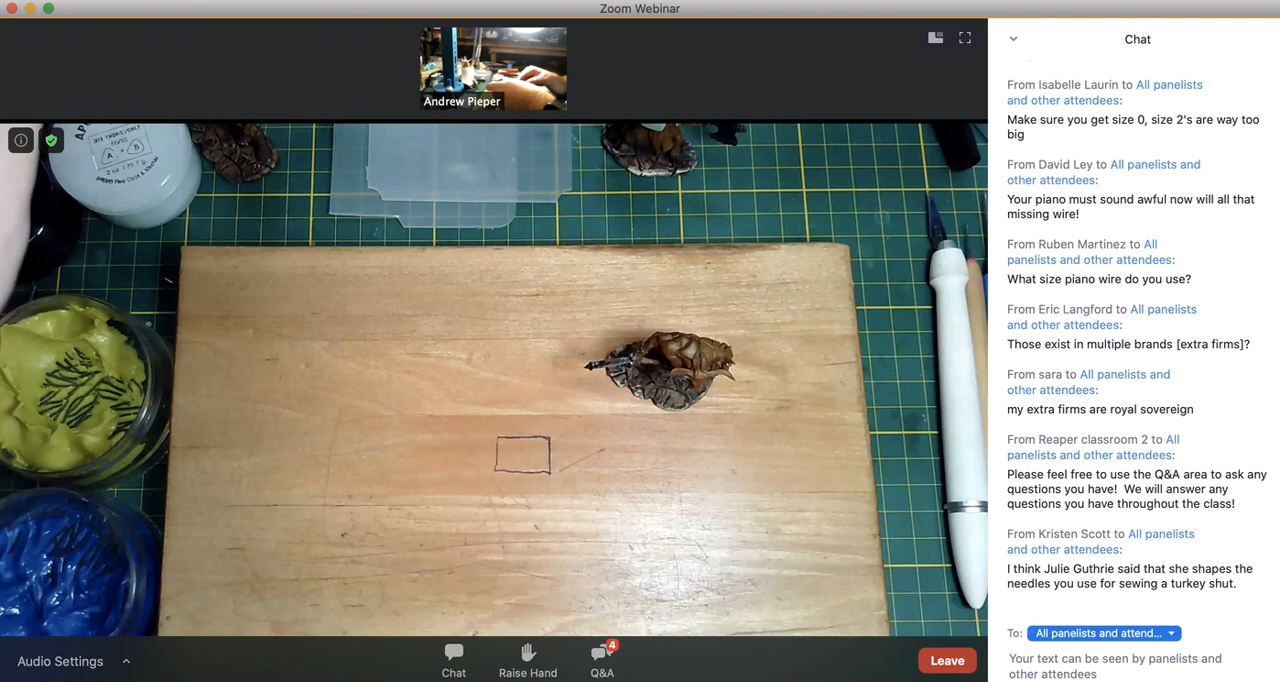 Zoom Webinar
Andrew Pieper
Chat
From Isabelle Laurin to All panelists
and other attendees:
Make sure you get size 0, size 2's are way too
big
From David Ley to All panelists and
other attendees:
Your piano must sound awful now will all that
missing wire!
From Ruben Martinez to All
panelists and other attendees:
What size piano wire do you use?
From Eric Langford to All panelists
and other attendees:
Those exist in multiple brands [extra firms]?
From sara to All panelists and
other attendees:
my extra firms are royal sovereign
From Reaper classroom 2 to All
panelists and other attendees:
Please feel free to use the Q&A area to ask any
questions you have!  We will answer any
questions you have throughout the class!
From Kristen Scott to All panelists
and other attendees:
I think Julie Guthrie said that she shapes the
needles you use for sewing a turkey shut.
To: All panelists and attend...
Your text can be seen by panelists and
other attendees
A + B
Audio Settings
Chat
Raise Hand
4
Q&A
Leave